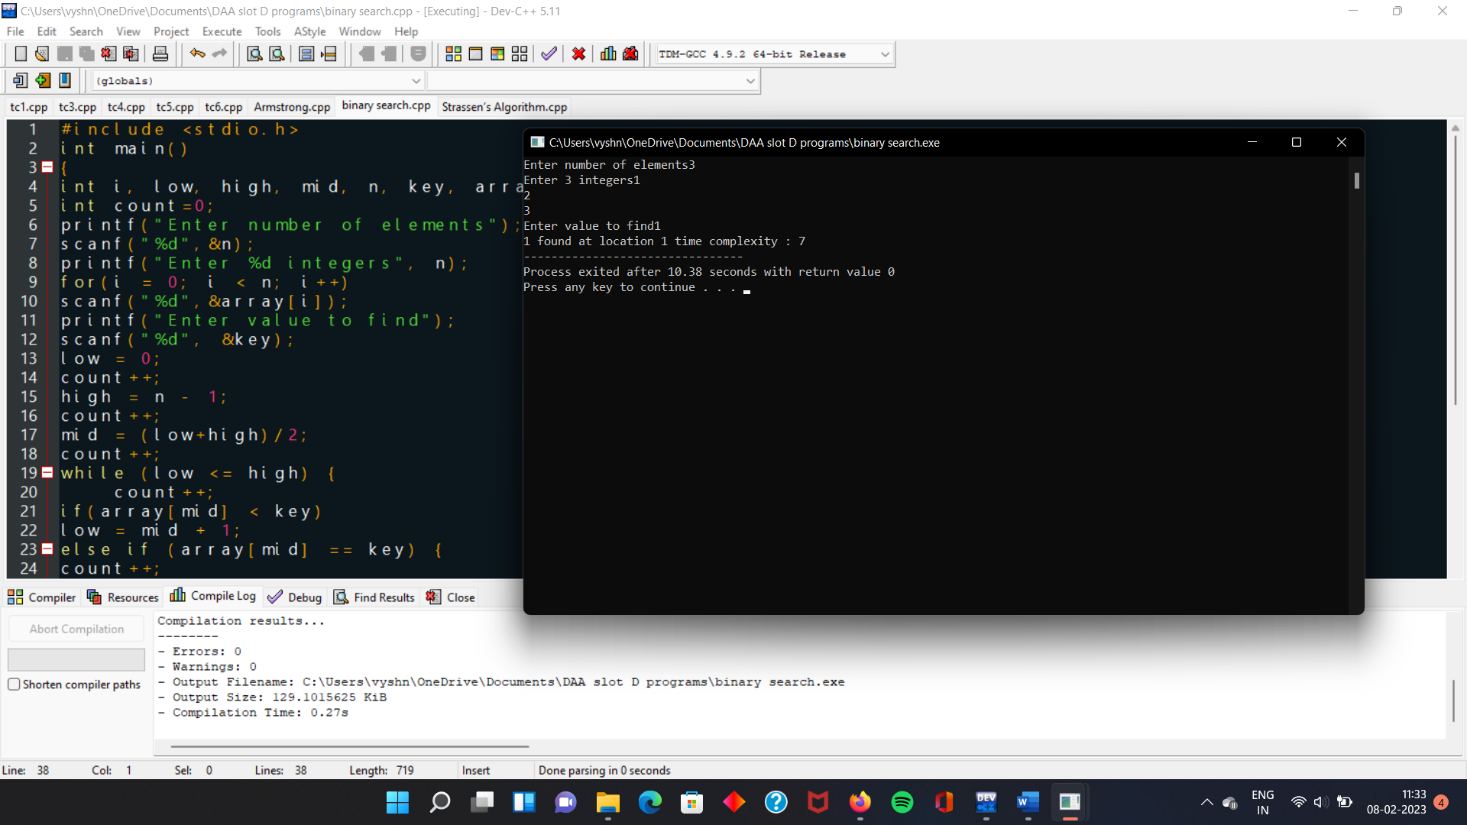 C:\Users\vyshn\OneDrive\Documents\DAA slot D programs\binary search.cpp - [Executing] - Dev-C++ 5.11
File Edit Search View Project Execute Tools AStyle Window Help
TDM-GCC 4.9.2 64-bit Release
(globals)
tc1.cpp tc3.cpp tc4.cpp tc5.cpp tc6.cpp Armstrong.cpp binary search.cpp Strassen's Algorithm.cpp
1 #include <stdio.h>
2 int main()
3 {
4 int i, low, high, mid, n, key, arra
5 int count=0;
6 printf("Enter number of elements");
7 scanf("%d",&n);
8 printf("Enter %d integers", n);
9 for(i = 0; i < n; i++)
10 scanf("%d",&array[i]);
11 printf("Enter value to find");
12 scanf("%d", &key);
13 low = 0;
14 count++;
15 high = n - 1;
16 count++;
17 mid = (low+high)/2;
18 count++;
19 while (low <= high) {
20 count++;
21 if(array[mid] < key)
22 low = mid + 1;
23 else if (array[mid] == key) {
24 count++;
C:\Users\vyshn\OneDrive\Documents\DAA slot D programs\binary search.exe
Enter number of elements3
Enter 3 integers1
2
3
Enter value to find1
1 found at location 1 time complexity : 7
--------------------------------
Process exited after 10.38 seconds with return value 0
Press any key to continue . . .
Compiler Resources Compile Log Debug Find Results Close
Abort Compilation
Shorten compiler paths
Compilation results...
--------
- Errors: 0
- Warnings: 0
- Output Filename: C:\Users\vyshn\OneDrive\Documents\DAA slot D programs\binary search.exe
- Output Size: 129.1015625 KiB
- Compilation Time: 0.27s
Line: 38 Col: 1 Sel: 0 Lines: 38 Length: 719 Insert Done parsing in 0 seconds
DEV
ENG
IN
11:33
08-02-2023
4